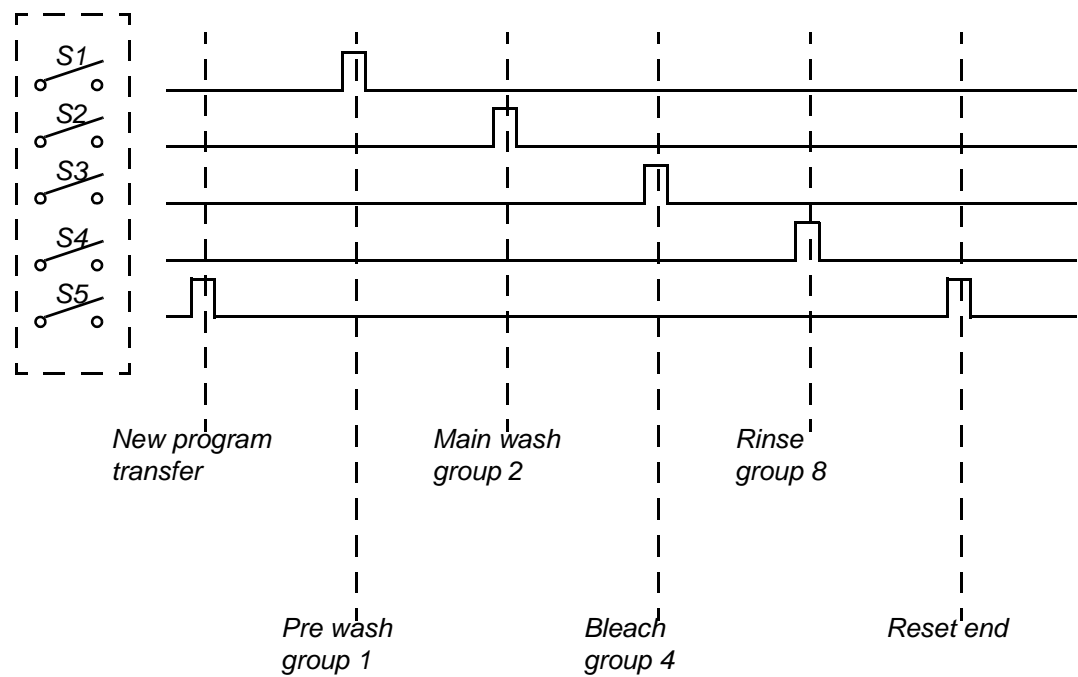 S1
S2
S3
S4
S5
New program
transfer
Main wash
group 2
Rinse
group 8
Pre wash
group 1
Bleach
group 4
Reset end